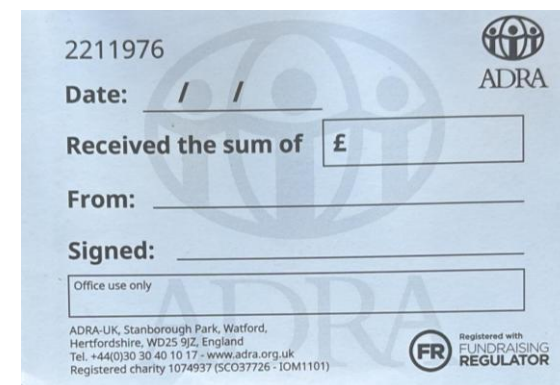 2211976
ADRA
Date: / /
Received the sum of £
From:
Signed:
Office use only
ADRA
ADRA-UK, Stanborough Park, Watford,
Hertfordshire, WD25 9JZ, England
Tel. +44(0)30 30 40 10 17 - www.adra.org.uk
Registered charity 1074937 (SCO37726 - IOM1101)
FR
Registered with
FUNDRAISING
REGULATOR